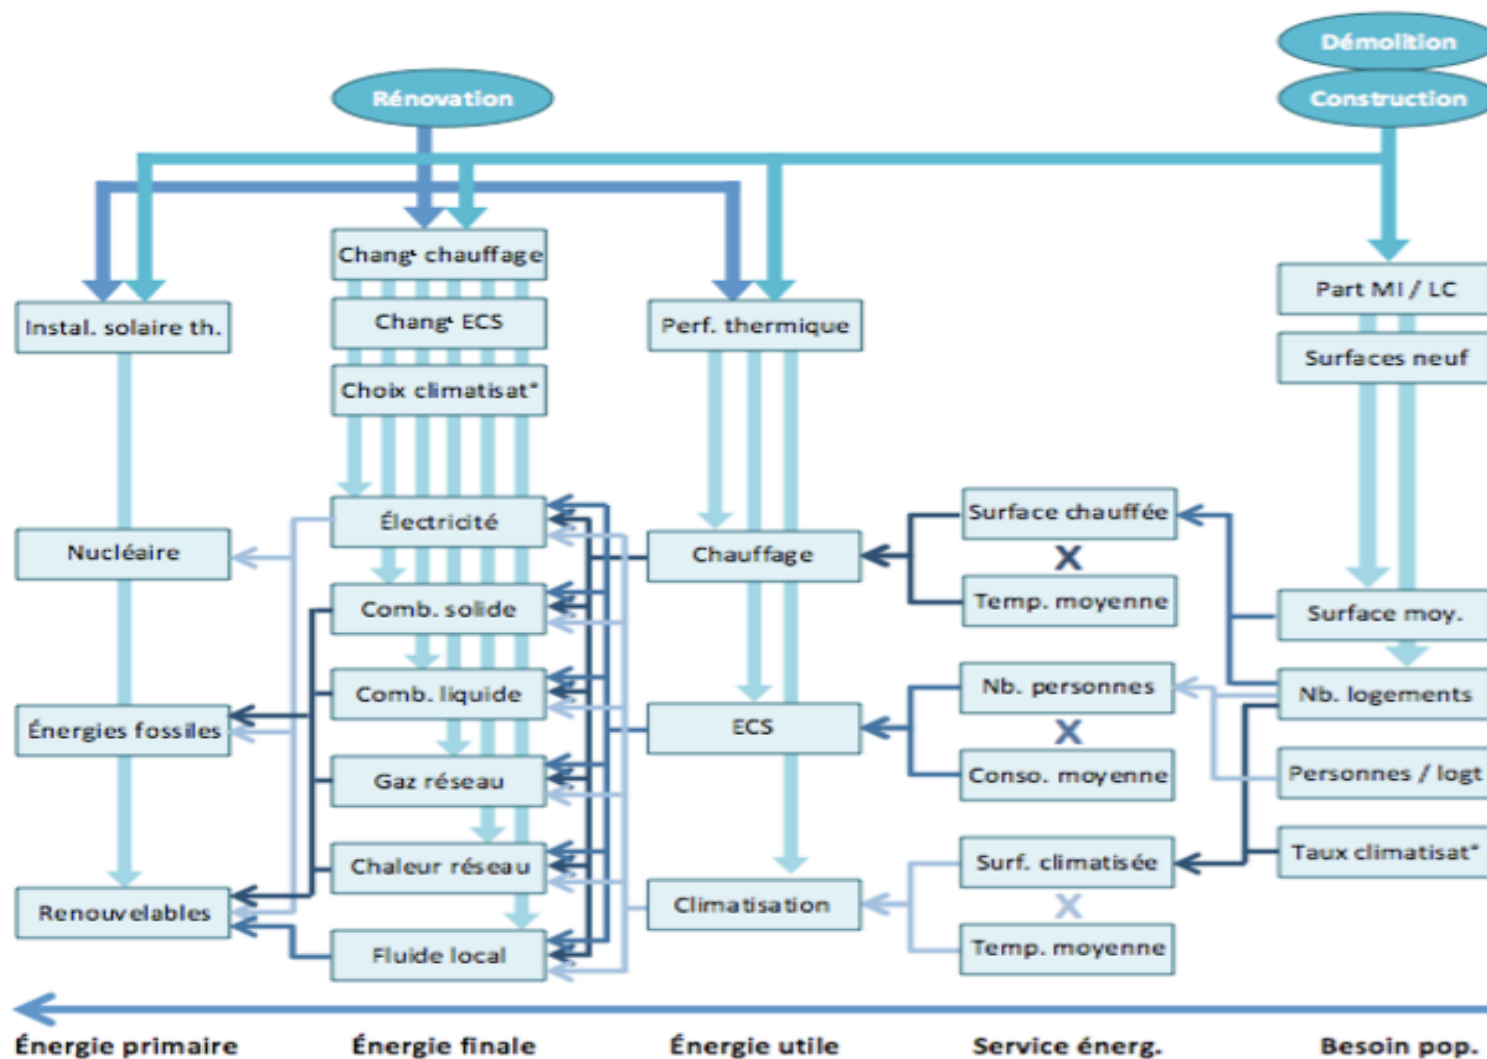 Démolition
Rénovation
Construction
Chang^t chauffage
Part MI / LC
Instal. solaire th.
Chang^t ECS
Perf. thermique
Surfaces neuf
Choix climatisat°
Surface chauffée
Électricité
Nucléaire
Chauffage
X
Temp. moyenne
Comb. solide
Surface moy.
Nb. personnes
Comb. liquide
Nb. logements
Énergies fossiles
ECS
X
Gaz réseau
Conso. moyenne
Personnes / logt
Chaleur réseau
Surf. climatisée
Taux climatisat°
Renouvelables
Climatisation
X
Fluide local
Temp. moyenne
Énergie primaire
Énergie finale
Énergie utile
Service énerg.
Besoin pop.